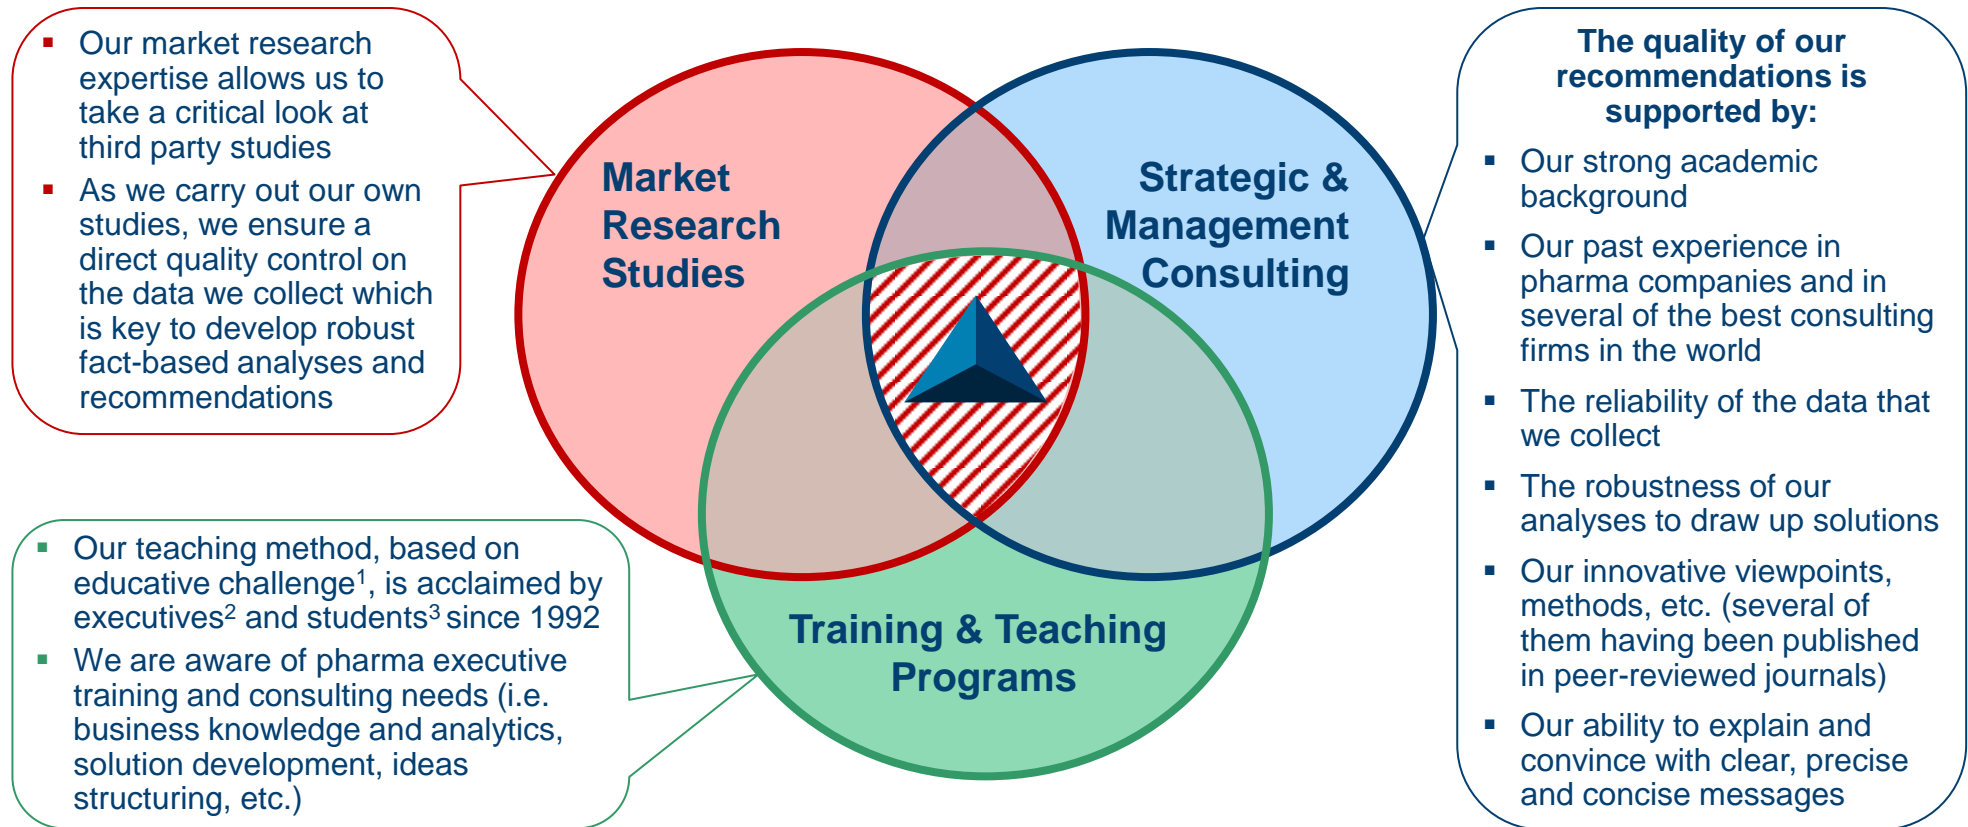 ▪ Our market research
expertise allows us to
take a critical look at
third party studies
▪ As we carry out our own
studies, we ensure a
direct quality control on
the data we collect which
is key to develop robust
fact-based analyses and
recommendations
Market
Research
Studies
Strategic &
Management
Consulting
Training & Teaching
Programs
▪ Our teaching method, based on
educative challenge¹, is acclaimed by
executives² and students³ since 1992
▪ We are aware of pharma executive
training and consulting needs (i.e.
business knowledge and analytics,
solution development, ideas
structuring, etc.)
The quality of our
recommendations is
supported by:
▪ Our strong academic
background
▪ Our past experience in
pharma companies and in
several of the best consulting
firms in the world
▪ The reliability of the data that
we collect
▪ The robustness of our
analyses to draw up solutions
▪ Our innovative viewpoints,
methods, etc. (several of
them having been published
in peer-reviewed journals)
▪ Our ability to explain and
convince with clear, precise
and concise messages